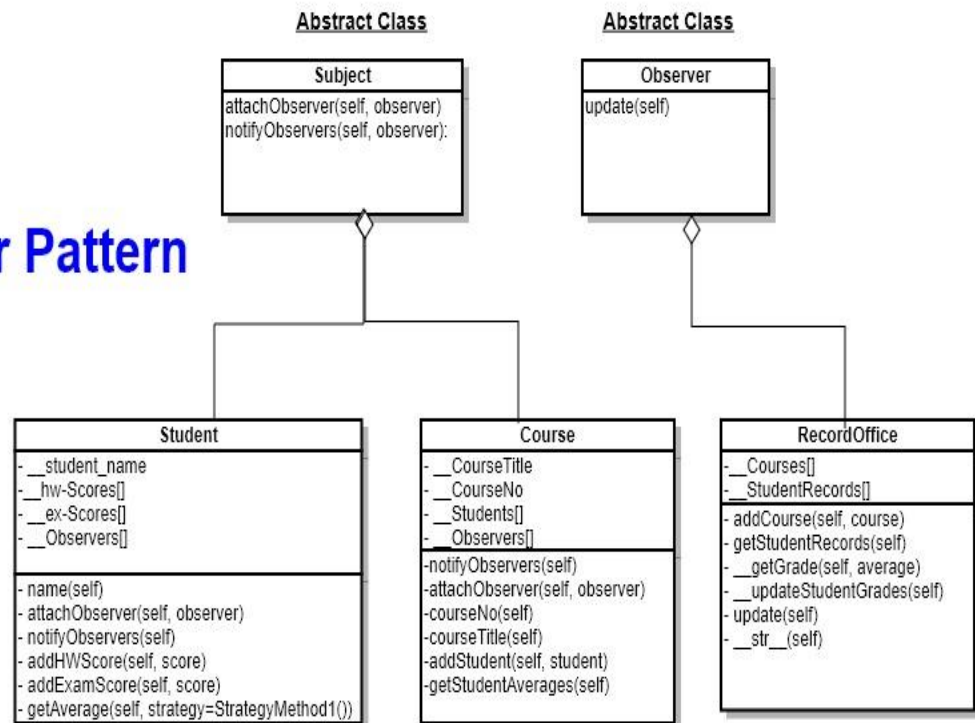 Abstract Class
Abstract Class
Subject
attachObserver(self, observer)
notifyObservers(self, observer):
Observer
update(self)
r Pattern
Student
- __student_name
-__hw-Scores[]
-__ex-Scores[]
- __Observers[]
- name(self)
- attachObserver(self, observer)
- notifyObservers(self)
- addHWScore(self, score)
- addExamScore(self, score)
- getAverage(self, strategy=StrategyMethod1())
Course
- __CourseTitle
- __CourseNo
- __Students[]
- __Observers[]
-notifyObservers(self)
-attachObserver(self, observer)
-courseNo(self)
-courseTitle(self)
-addStudent(self, student)
-getStudentAverages(self)
RecordOffice
-__Courses[]
-__StudentRecords[]
- addCourse(self, course)
- getStudentRecords(self)
- __getGrade(self, average)
- __updateStudentGrades(self)
- update(self)
- __str__(self)